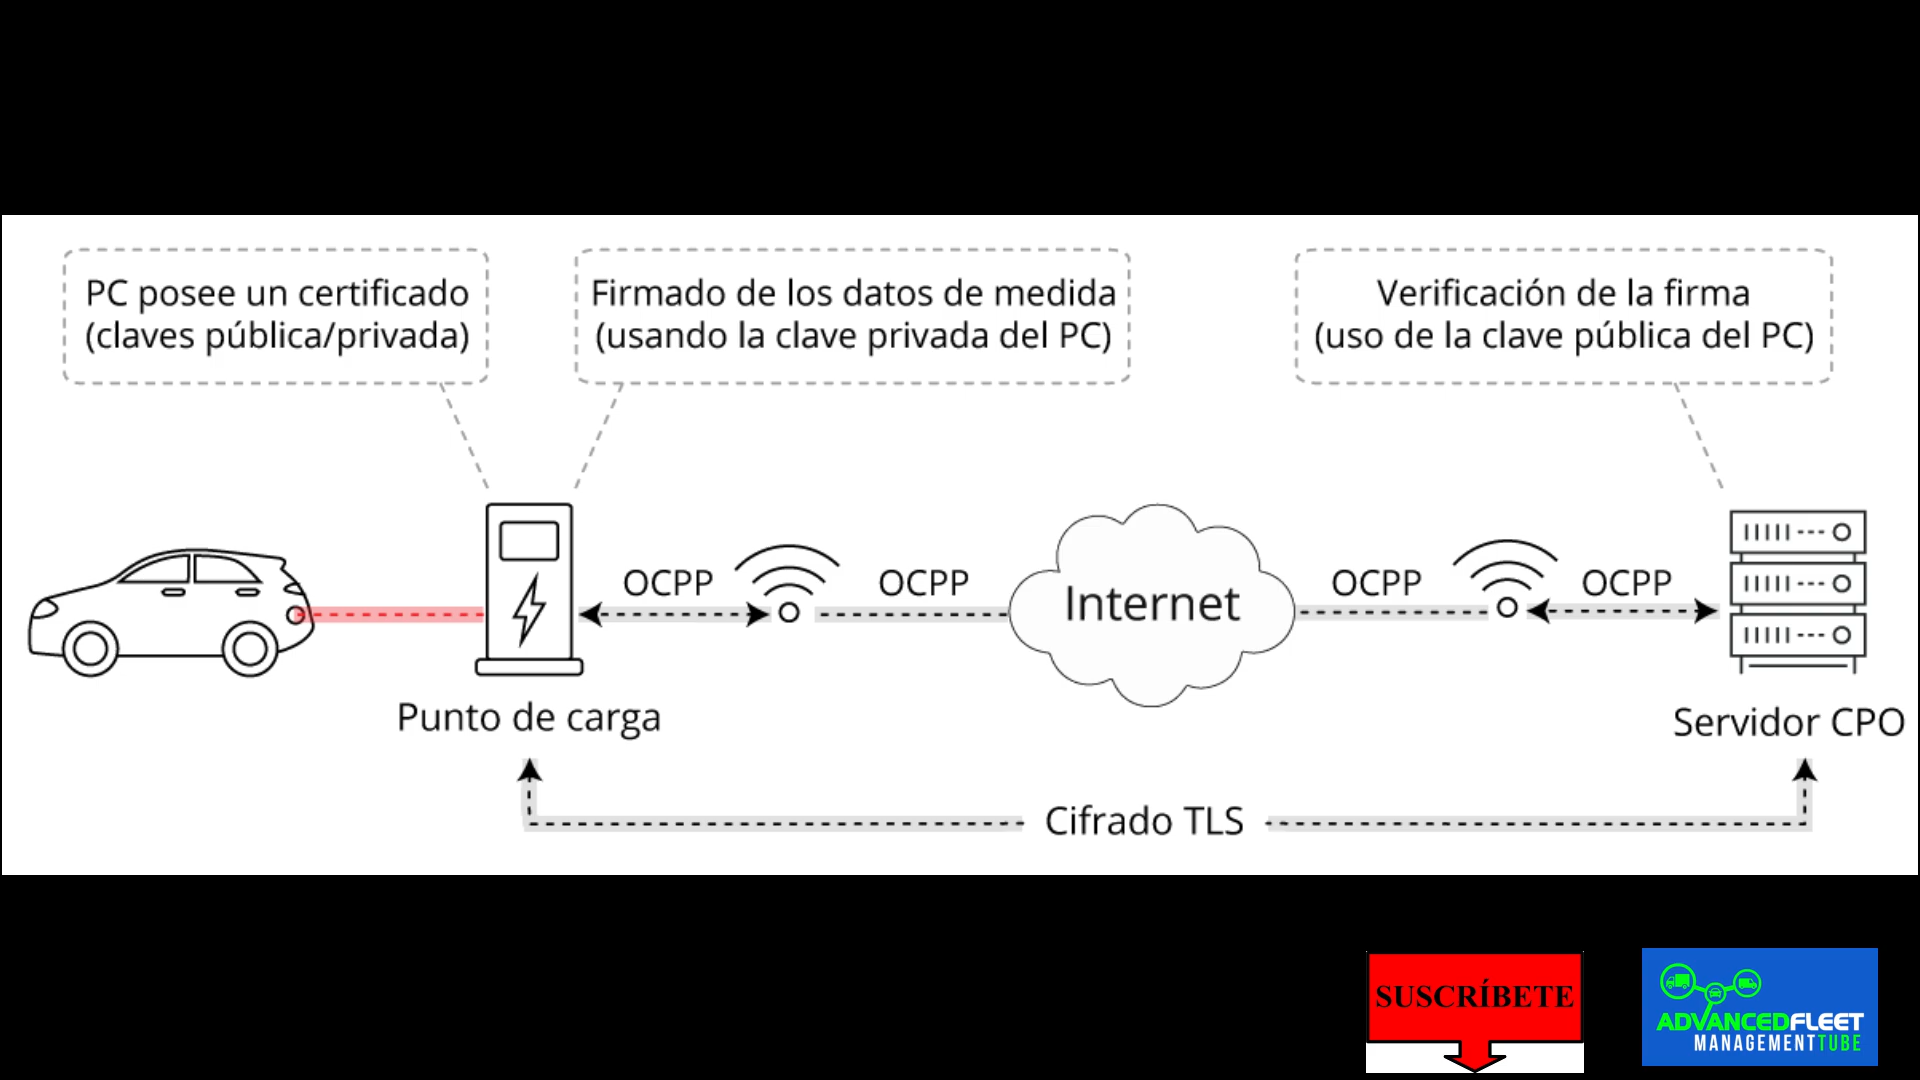 PC posee un certificado
(claves pública/privada)
Firmado de los datos de medida
(usando la clave privada del PC)
Verificación de la firma
(uso de la clave pública del PC)
OCPP
OCPP
Internet
OCPP
OCPP
Punto de carga
Servidor CPO
Cifrado TLS
SUSCRÍBETE
ADVANCEDFLEET
MANAGEMENTTUBE